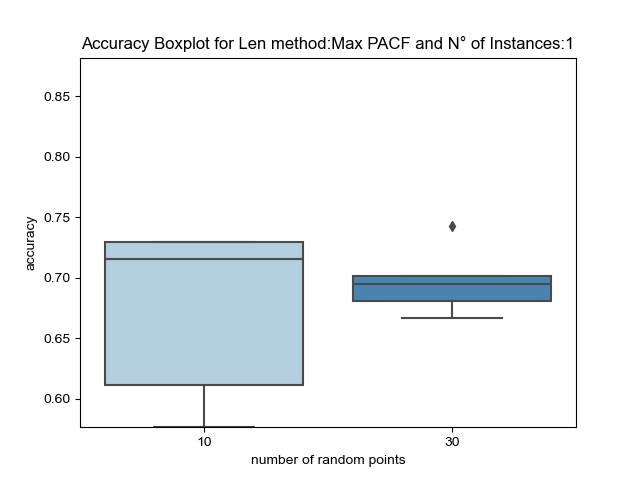 Accuracy Boxplot for Len method:Max PACF and N° of Instances:1
0.85
0.80
0.75
0.70
0.65
0.60
accuracy
10 30
number of random points